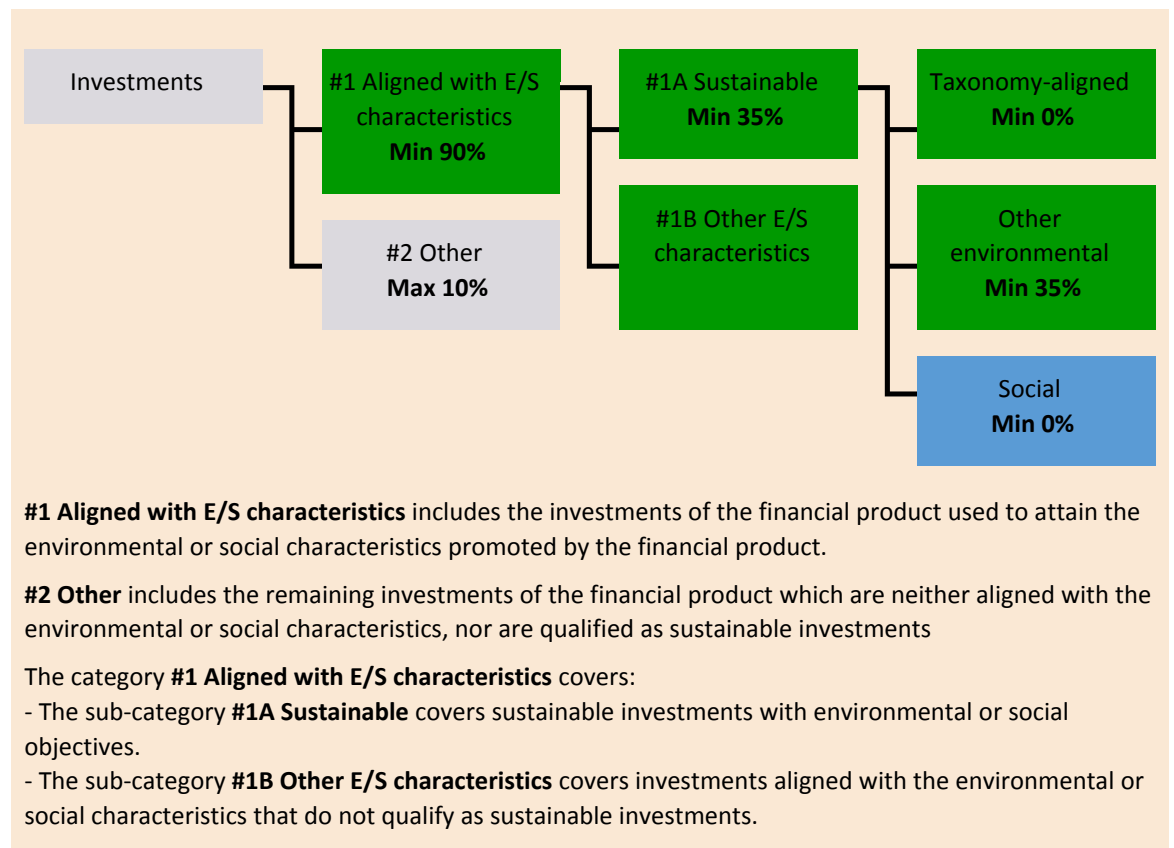 Investments
#1 Aligned with E/S
characteristics
Min 90%
#2 Other
Max 10%
#1A Sustainable
Min 35%
#1B Other E/S
characteristics
Taxonomy-aligned
Min 0%
Other
environmental
Min 35%
Social
Min 0%
#1 Aligned with E/S characteristics includes the investments of the financial product used to attain the
environmental or social characteristics promoted by the financial product.
#2 Other includes the remaining investments of the financial product which are neither aligned with the
environmental or social characteristics, nor are qualified as sustainable investments
The category #1 Aligned with E/S characteristics covers:
- The sub-category #1A Sustainable covers sustainable investments with environmental or social
objectives.
- The sub-category #1B Other E/S characteristics covers investments aligned with the environmental or
social characteristics that do not qualify as sustainable investments.